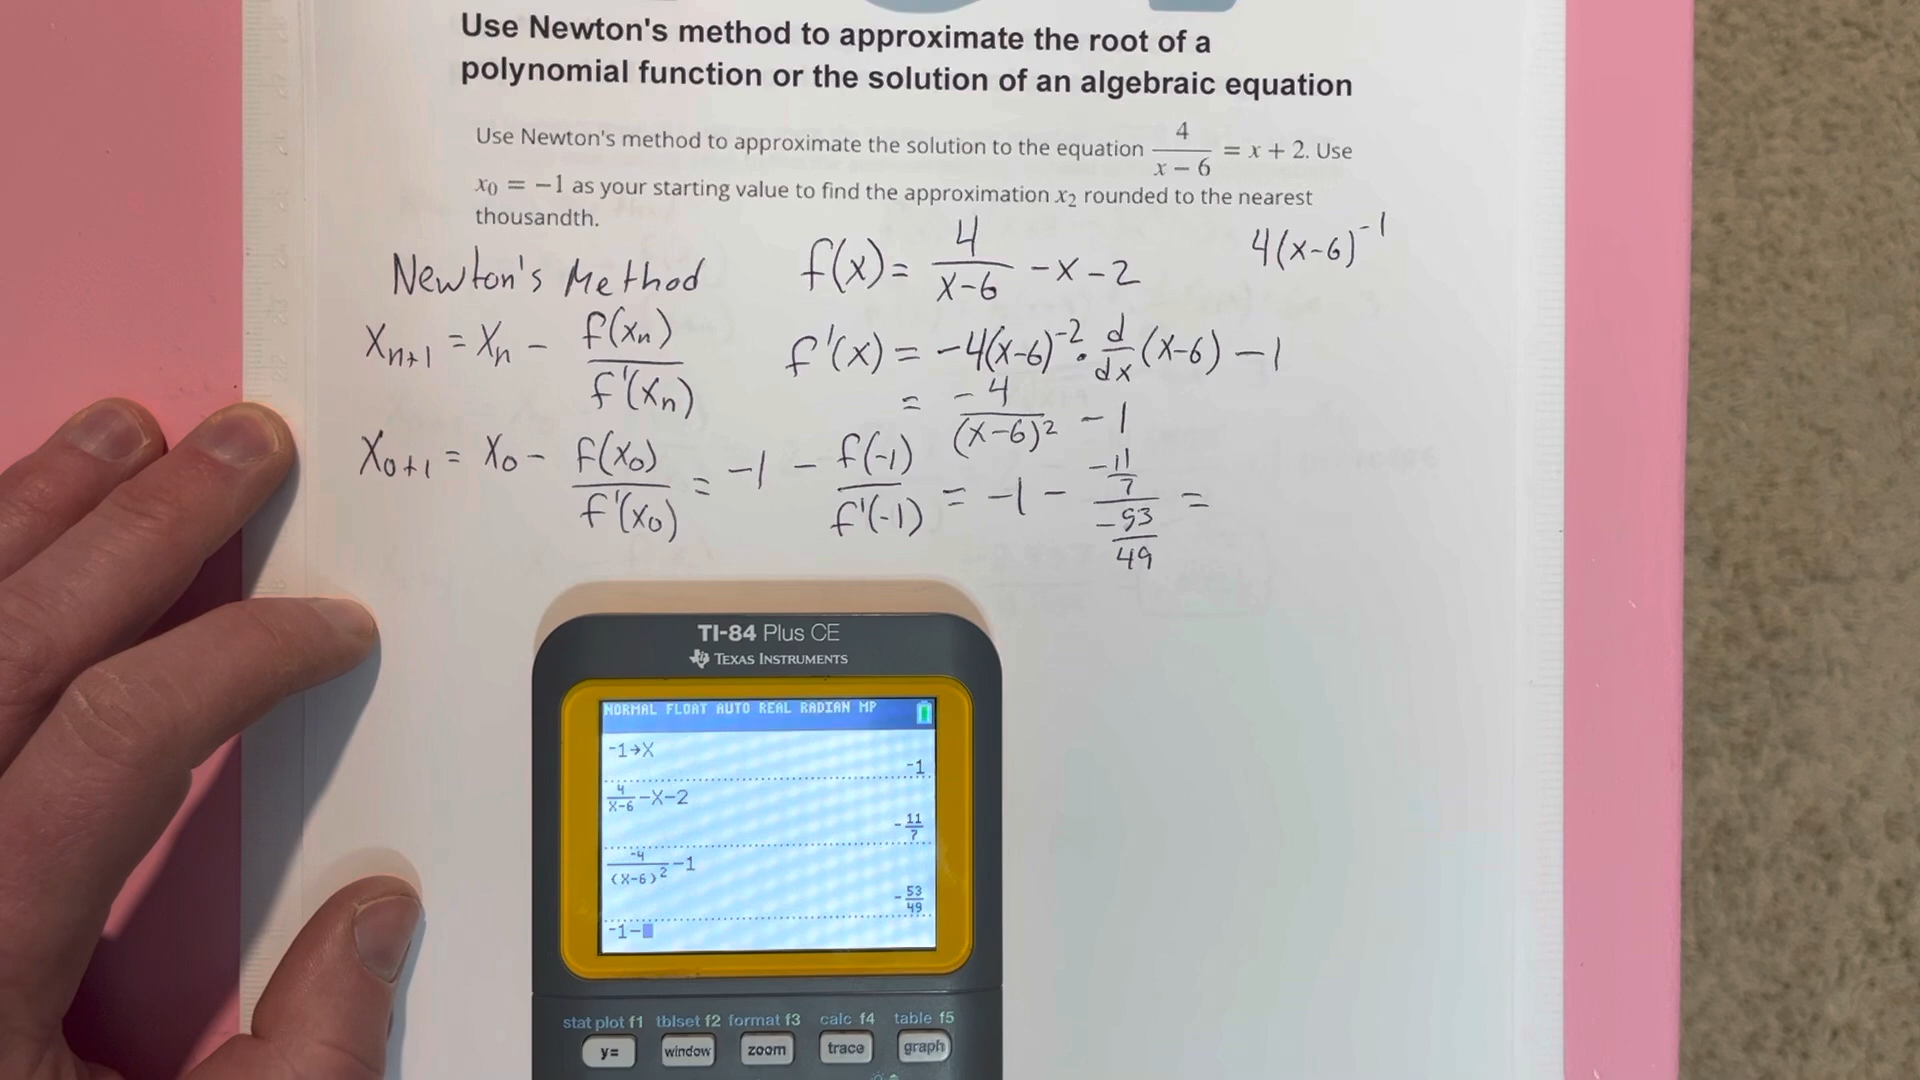 Use Newton's method to approximate the root of a
polynomial function or the solution of an algebraic equation
Use Newton's method to approximate the solution to the equation 4/(x − 6) = x + 2. Use
x₀ = −1 as your starting value to find the approximation x₂ rounded to the nearest
thousandth.
4(x-6)⁻¹
Newton's Method
f(x) = 4/(x-6) - x - 2
Xₙ₊₁ = Xₙ - f(xₙ)/f'(xₙ)
f'(x) = -4(x-6)⁻² · d/dx (x-6) - 1
= -4/(x-6)² - 1
X₀₊₁ = X₀ - f(x₀)/f'(x₀) = -1 - f(-1)/f'(-1) = -1 - (-11/7)/(-53/49) =
TI-84 Plus CE
TEXAS INSTRUMENTS
NORMAL FLOAT AUTO REAL RADIAN MP
-1→X
-1
4/(X-6) -X-2
-11/7
-4/(X-6)² -1
-53/49
-1-
stat plot f1 tblset f2 format f3 calc f4 table f5
y= window zoom trace graph